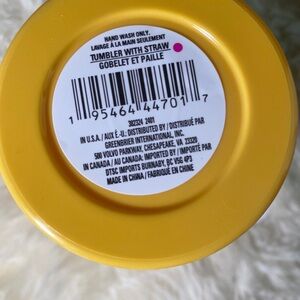 HAND WASH ONLY.
LAVAGE À LA MAIN SEULEMENT
TUMBLER WITH STRAW
GOBELET ET PAILLE
1 95464 44701 7
382324 2401
IN U.S.A. / AUX É.-U.: DISTRIBUTED BY / DISTRIBUÉ PAR
GREENBRIER INTERNATIONAL, INC.
500 VOLVO PARKWAY, CHESAPEAKE, VA 23320
IN CANADA / AU CANADA: IMPORTED BY / IMPORTÉ PAR
DTSC IMPORTS BURNABY, BC V5G 4P3
MADE IN CHINA / FABRIQUÉ EN CHINE